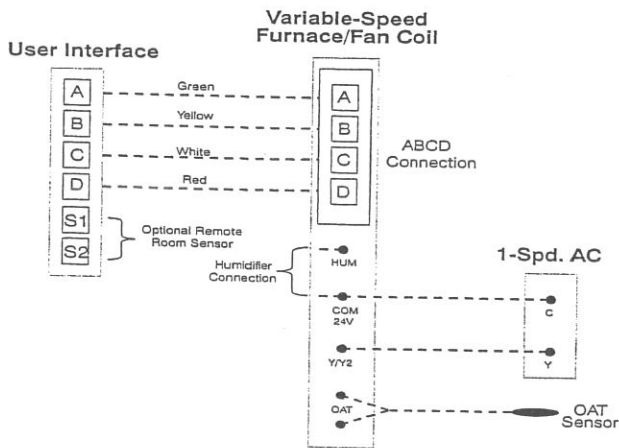 Variable-Speed
Furnace/Fan Coil
User Interface
A
Green
A
B
Yellow
B
C
White
C
D
Red
D
ABCD
Connection
S1
S2
Optional Remote
Room Sensor
HUM
Humidifier
Connection
1-Spd. AC
COM
24V
C
Y/Y2
Y
OAT
OAT
Sensor